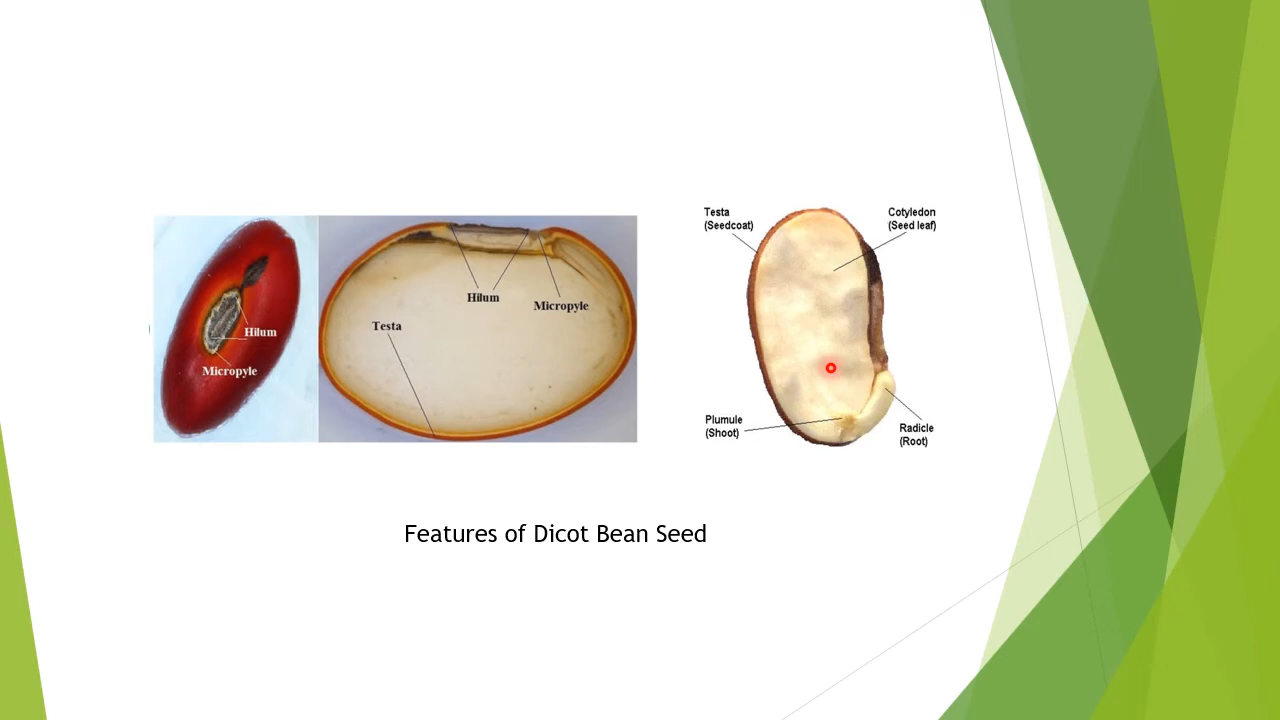 Hilum
Micropyle
Testa
Hilum
Micropyle
Testa
(Seedcoat)
Cotyledon
(Seed leaf)
Plumule
(Shoot)
Radicle
(Root)
Features of Dicot Bean Seed